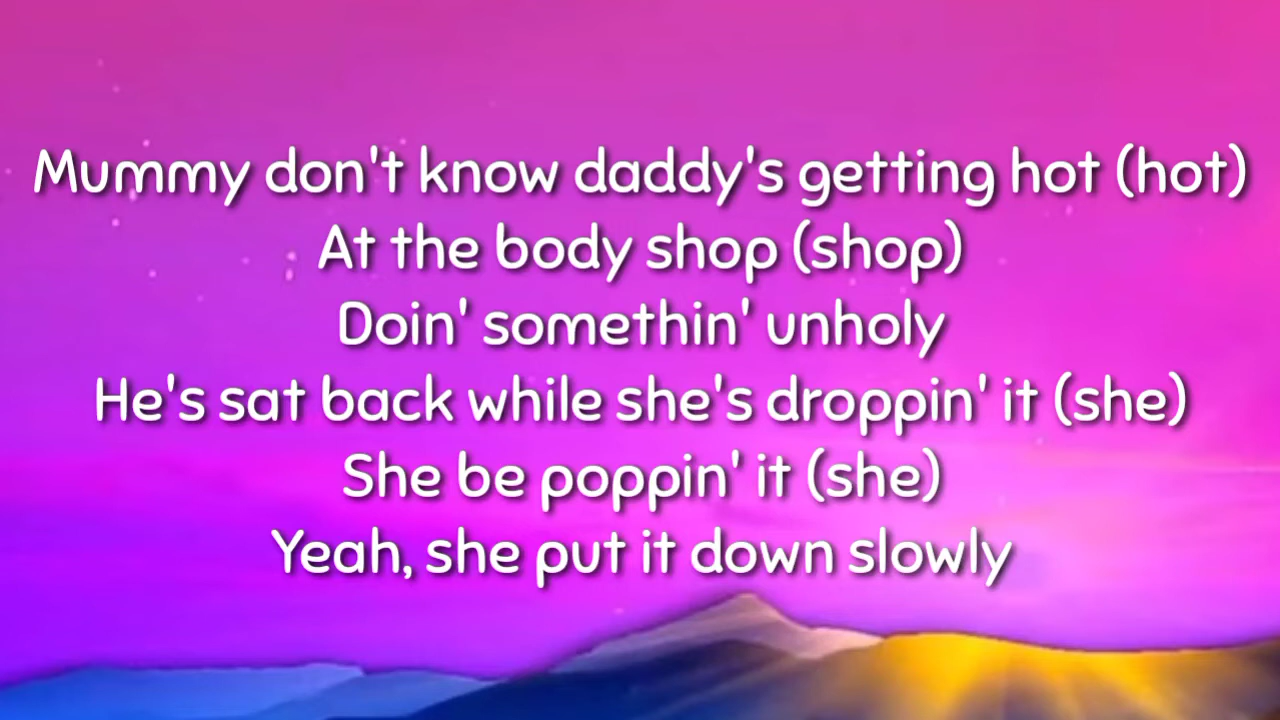 Mummy don't know daddy's getting hot (hot)
At the body shop (shop)
Doin' somethin' unholy
He's sat back while she's droppin' it (she)
She be poppin' it (she)
Yeah, she put it down slowly